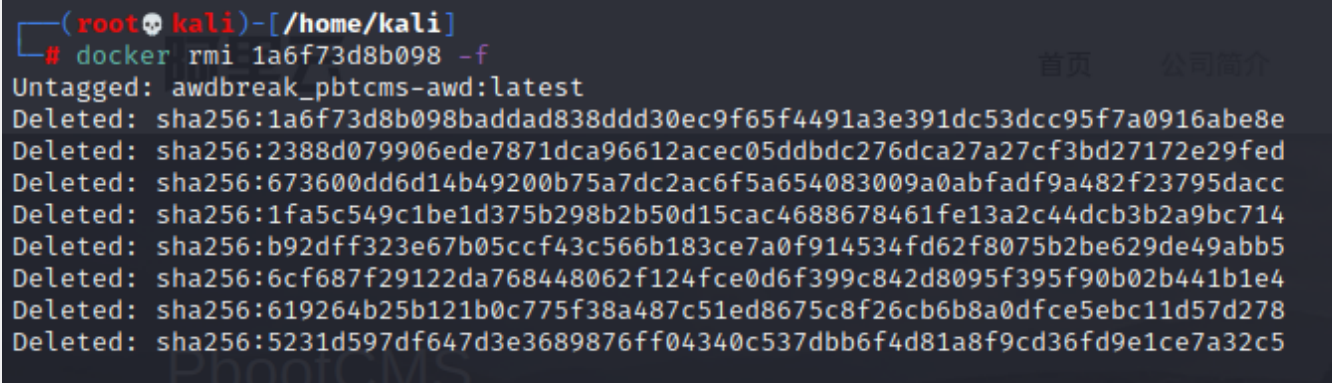 ┌──(root💀kali)-[/home/kali]
└─# docker rmi 1a6f73d8b098 -f
首页 公司简介
Untagged: awdbreak_pbtcms-awd:latest
Deleted: sha256:1a6f73d8b098baddad838ddd30ec9f65f4491a3e391dc53dcc95f7a0916abe8e
Deleted: sha256:2388d079906ede7871dca96612acec05ddbdc276dca27a27cf3bd27172e29fed
Deleted: sha256:673600dd6d14b49200b75a7dc2ac6f5a654083009a0abfadf9a482f23795dacc
Deleted: sha256:1fa5c549c1be1d375b298b2b50d15cac4688678461fe13a2c44dcb3b2a9bc714
Deleted: sha256:b92dff323e67b05ccf43c566b183ce7a0f914534fd62f8075b2be629de49abb5
Deleted: sha256:6cf687f29122da768448062f124fce0d6f399c842d8095f395f90b02b441b1e4
Deleted: sha256:619264b25b121b0c775f38a487c51ed8675c8f26cb6b8a0dfce5ebc11d57d278
Deleted: sha256:5231d597df647d3e3689876ff04340c537dbb6f4d81a8f9cd36fd9e1ce7a32c5
PbootCMS